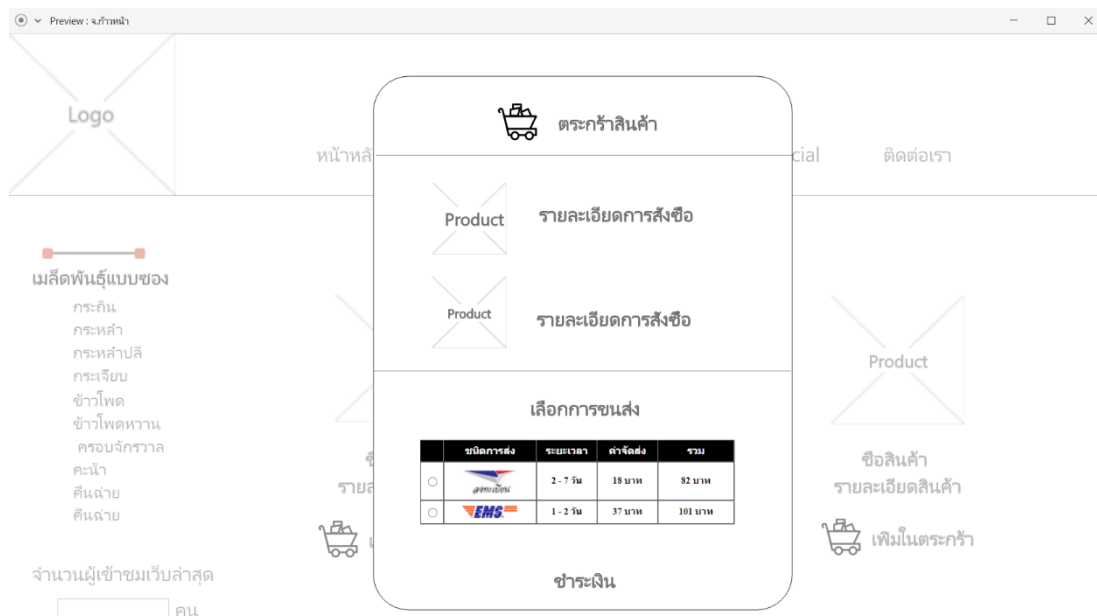 Preview : จ.ก้าวหน้า
Logo
ตระกร้าสินค้า
หน้าหลั
cial
ติดต่อเรา
Product
รายละเอียดการสั่งซื้อ
Product
รายละเอียดการสั่งซื้อ
เมล็ดพันธุ์แบบซอง
กระถิน
กระหล่ำ
กระหล่ำปลี
กระเจียบ
ข้าวโพด
ข้าวโพดหวาน
ครอบจักรวาล
คะน้า
คึ่นฉ่าย
คึ่นฉ่าย
จำนวนผู้เข้าชมเว็บล่าสุด
คน
เลือกการขนส่ง
ชนิดการส่ง ระยะเวลา ค่าจัดส่ง รวม
ลงทะเบียน 2 - 7 วัน 18 บาท 82 บาท
EMS 1 - 2 วัน 37 บาท 101 บาท
ชำระเงิน
ราย
Product
ชื่อสินค้า
รายละเอียดสินค้า
เพิ่มในตระกร้า